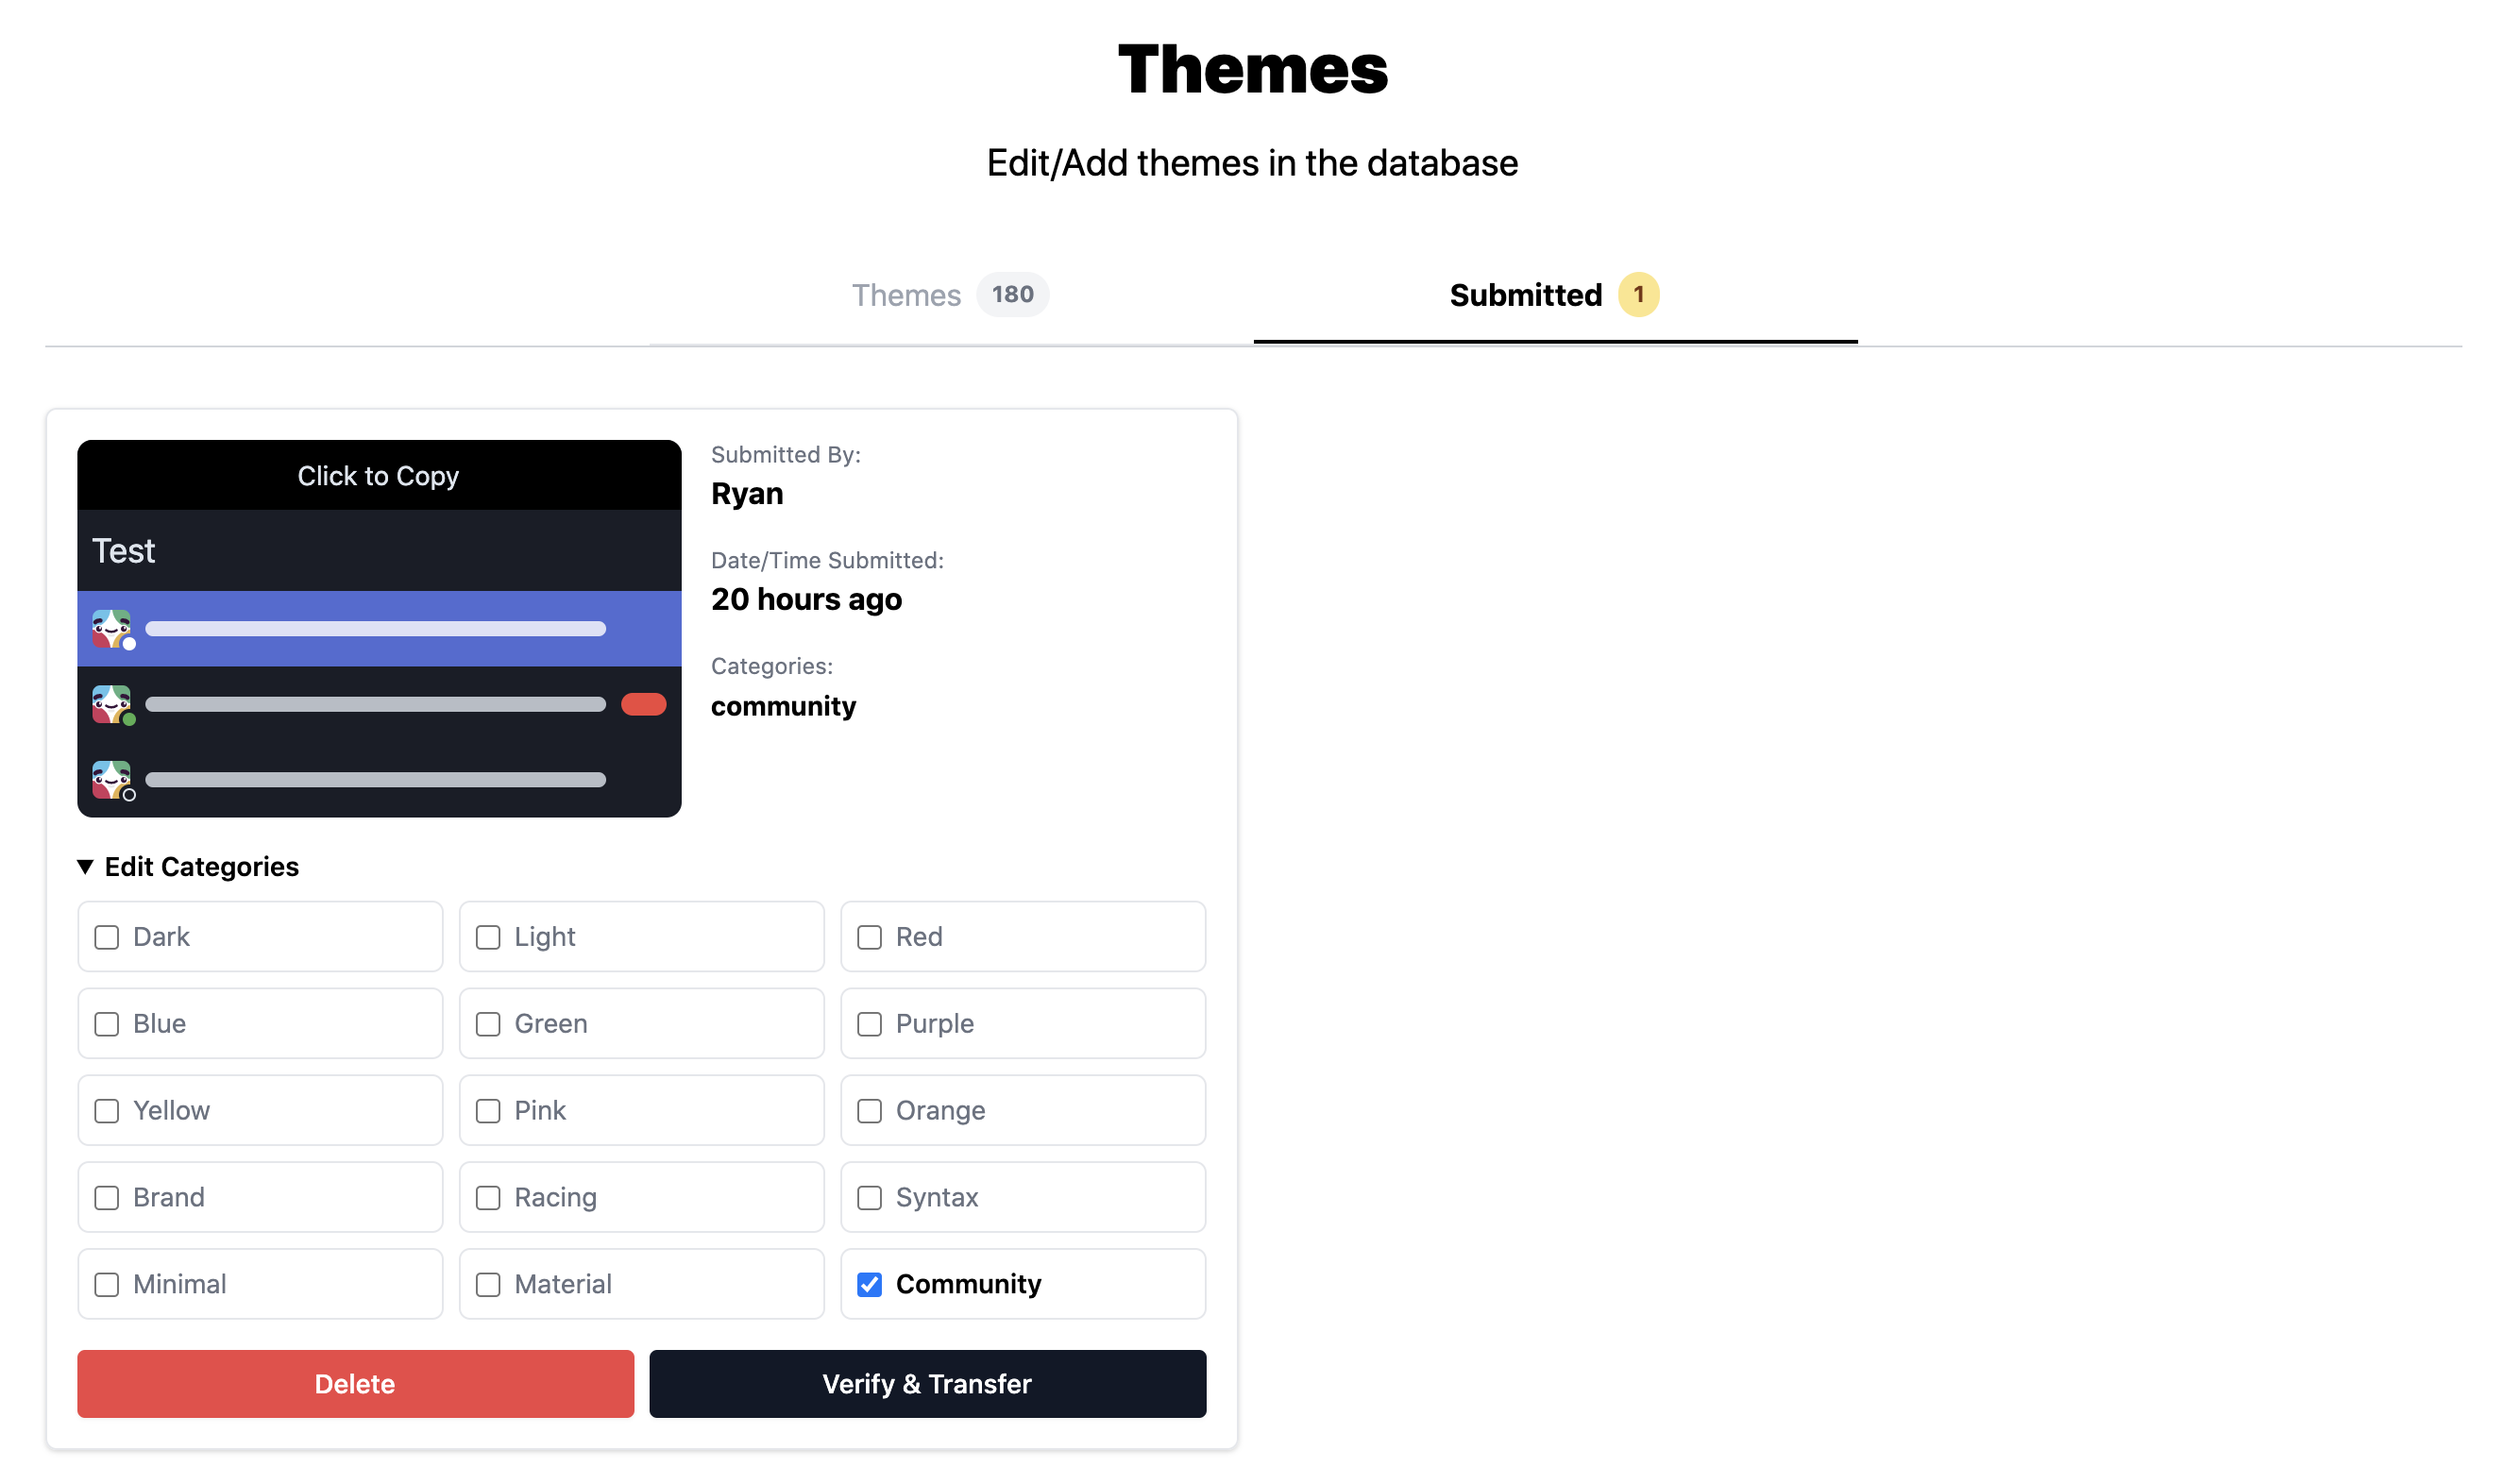 Themes
Edit/Add themes in the database
Themes 180 Submitted 1
Click to Copy
Test
Submitted By:
Ryan
Date/Time Submitted:
20 hours ago
Categories:
community
Edit Categories
Dark Light Red
Blue Green Purple
Yellow Pink Orange
Brand Racing Syntax
Minimal Material Community
Delete Verify & Transfer